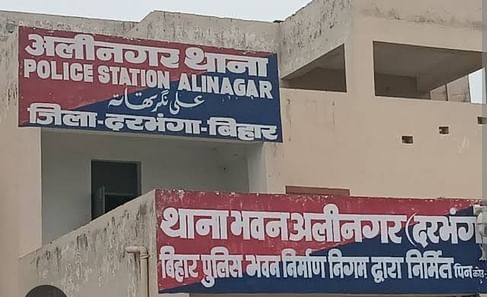 अलीनगर थाना
POLICE STATION ALINAGAR
علی نگر تھانہ
जिला-दरभंगा-बिहार
थाना भवन अलीनगर (दरभंगा
बिहार पुलिस भवन निर्माण निगम द्वारा निर्मित पिन कोड-